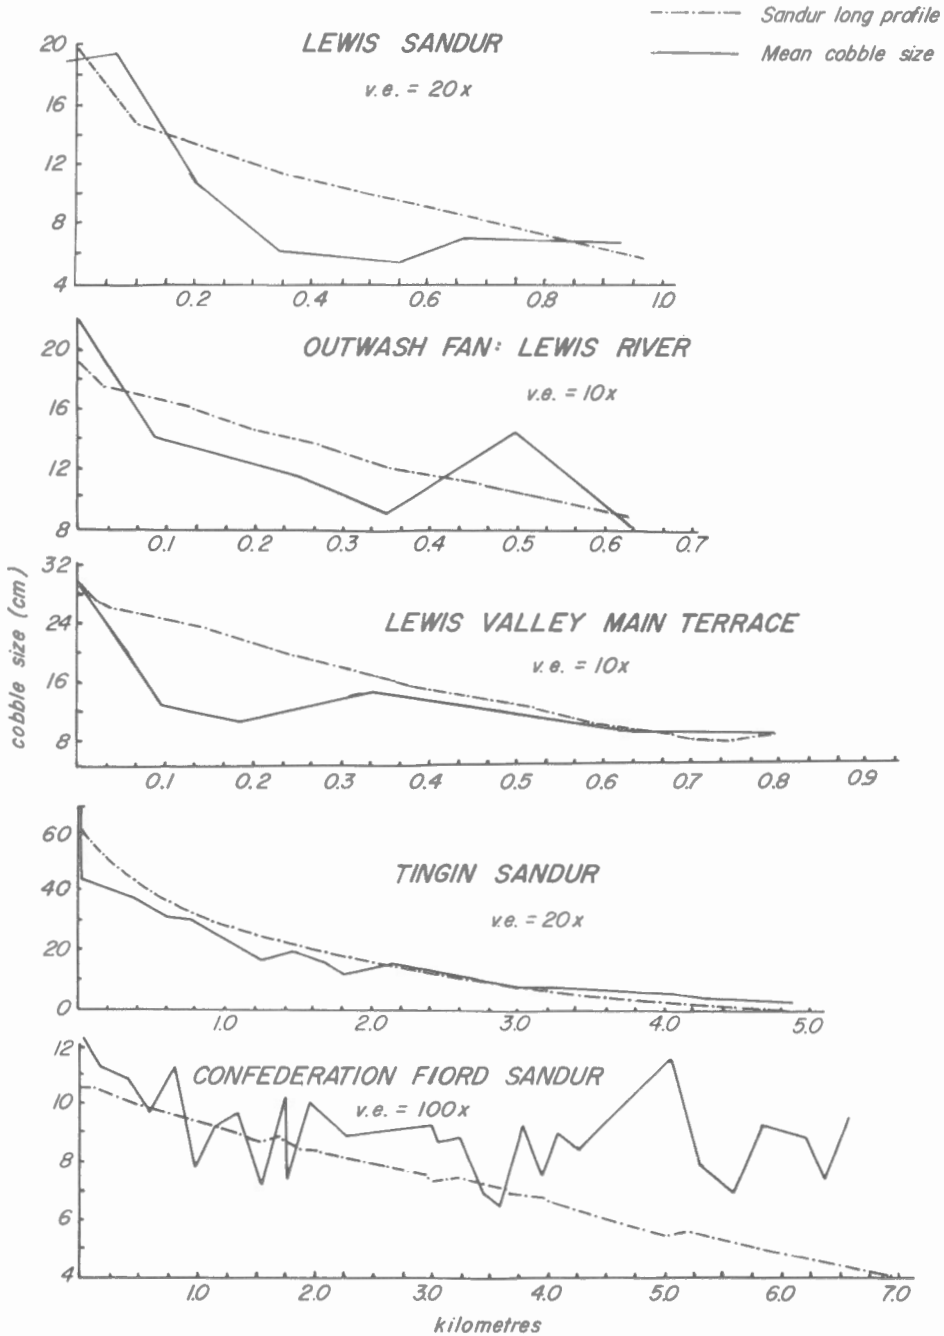 Sandur long profile
Mean cobble size
LEWIS SANDUR
v.e. = 20x
20
16
12
8
4
0.2 0.4 0.6 0.8 1.0
OUTWASH FAN: LEWIS RIVER
v.e. = 10x
20
16
12
8
0.1 0.2 0.3 0.4 0.5 0.6 0.7
LEWIS VALLEY MAIN TERRACE
v.e. = 10x
32
24
16
8
0.1 0.2 0.3 0.4 0.5 0.6 0.7 0.8 0.9
cobble size (cm)
TINGIN SANDUR
v.e. = 20x
60
40
20
0
1.0 2.0 3.0 4.0 5.0
CONFEDERATION FIORD SANDUR
v.e. = 100x
12
10
8
6
4
1.0 2.0 3.0 4.0 5.0 6.0 7.0
kilometres